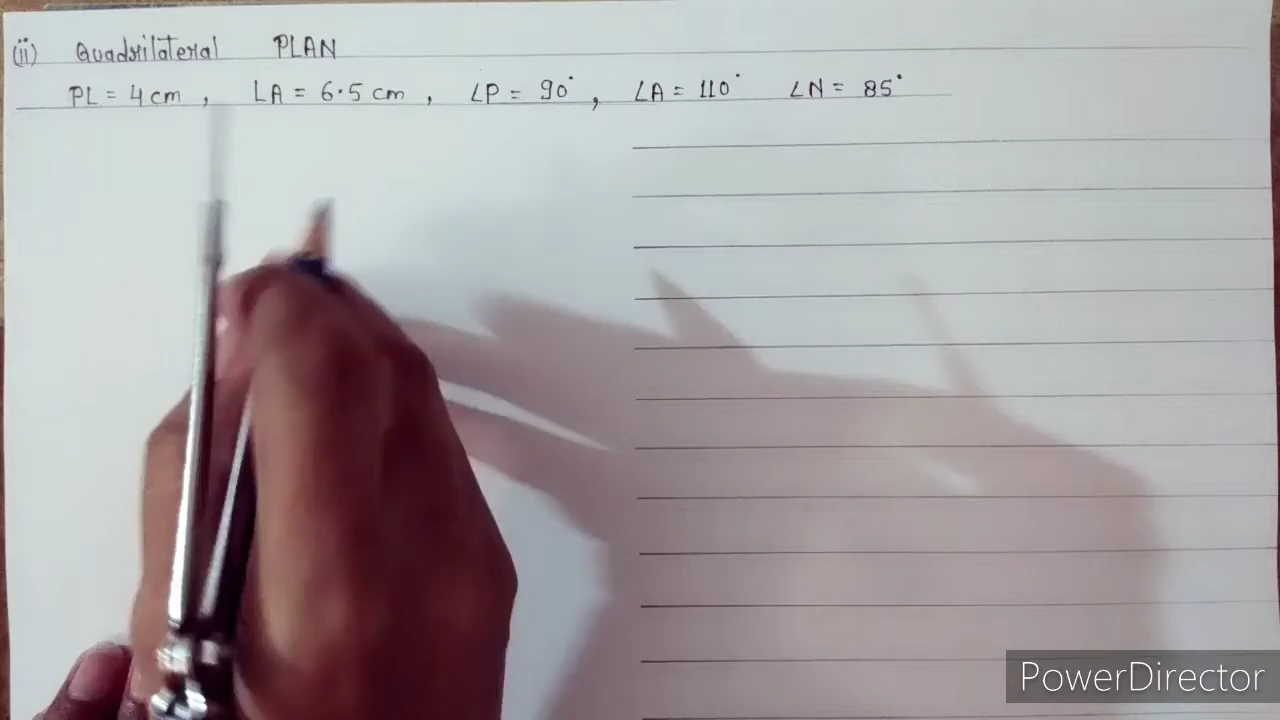 (ii) Quadrilateral PLAN
PL = 4 cm , LA = 6.5 cm , ∠P = 90° , ∠A = 110° ∠N = 85°
PowerDirector